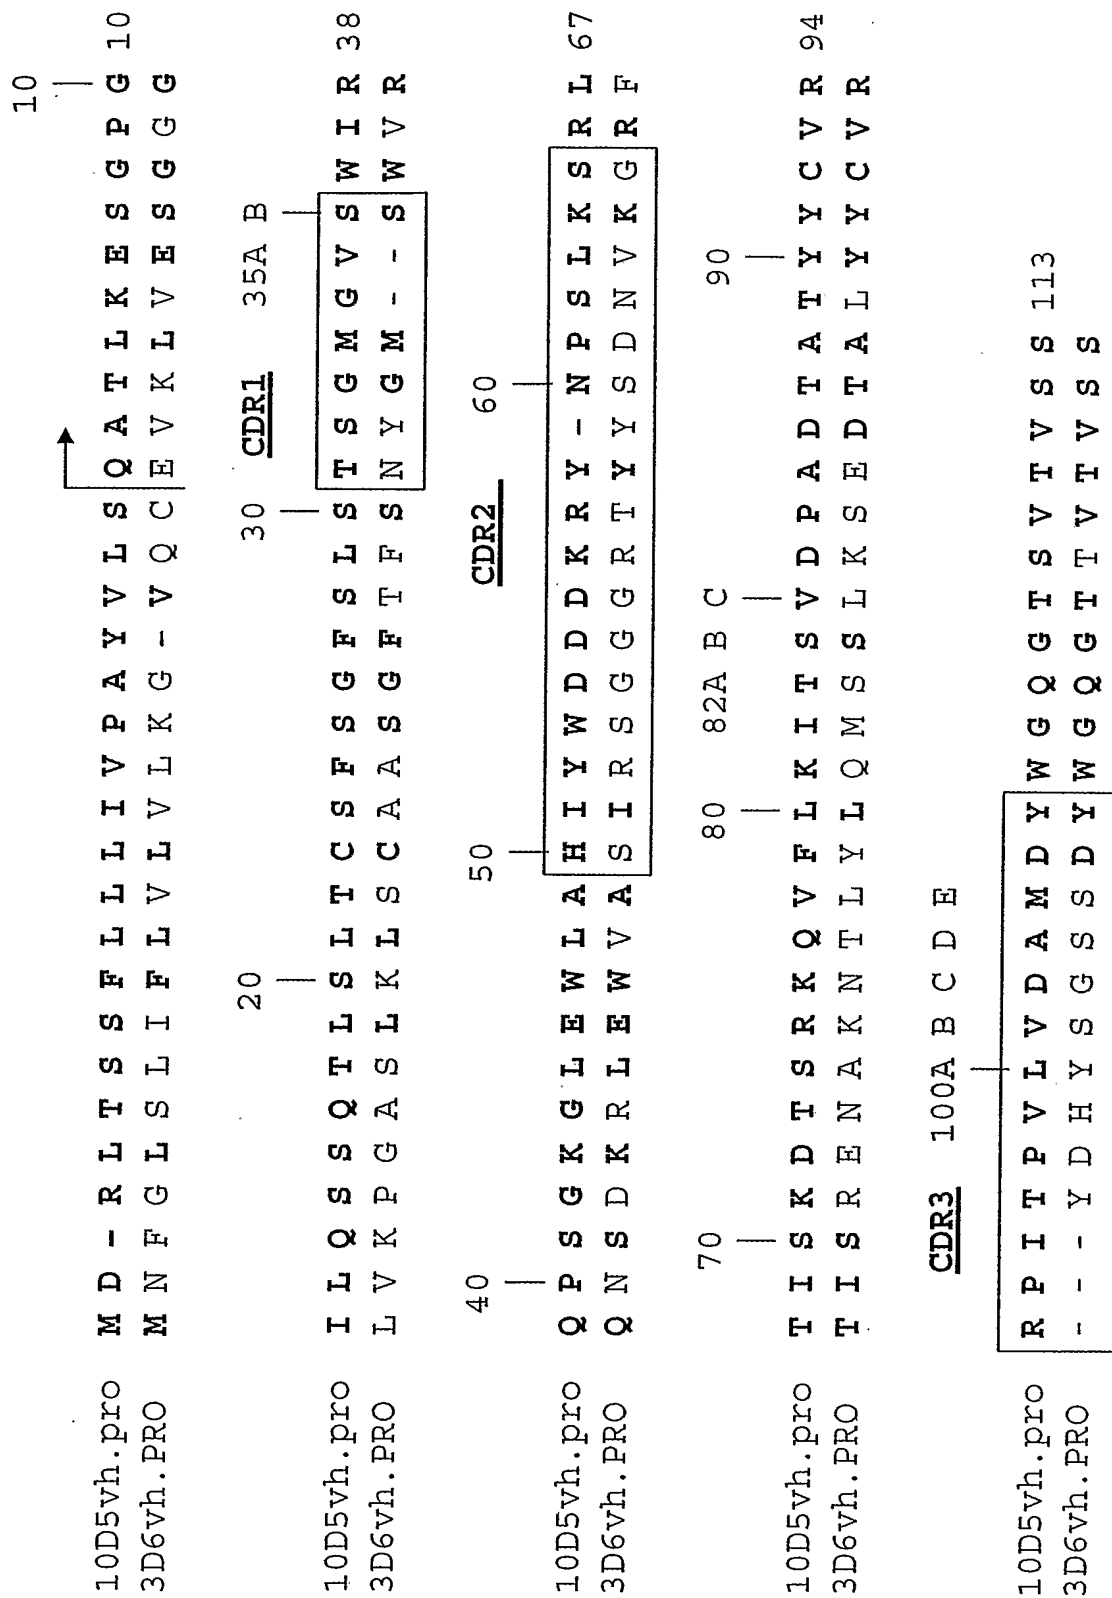 10
10D5vh.pro M D - R L T S S F L L L I V P A Y V L S Q A T L K E S G P G 10
3D6vh.PRO M N F G L S L I F L V L V L K G - V Q C E V K L V E S G G G
CDR1
20 30 35A B
10D5vh.pro I L Q S S Q T L S L T C S F S G F S L S T S G M G V S W I R 38
3D6vh.PRO L V K P G A S L K L S C A A S G F T F S N Y G M - - S W V R
CDR2
40 50 60
10D5vh.pro Q P S G K G L E W L A H I Y W D D D K R Y - N P S L K S R L 67
3D6vh.PRO Q N S D K R L E W V A S I R S G G G R T Y Y S D N V K G R F
70 80 82A B C 90
10D5vh.pro T I S K D T S R K Q V F L K I T S V D P A D T A T Y Y C V R 94
3D6vh.PRO T I S R E N A K N T L Y L Q M S S L K S E D T A L Y Y C V R
CDR3
100A B C D E
10D5vh.pro R P I T P V L V D A M D Y W G Q G T S V T V S S 113
3D6vh.PRO - - - Y D H Y S G S S D Y W G Q G T T V T V S S